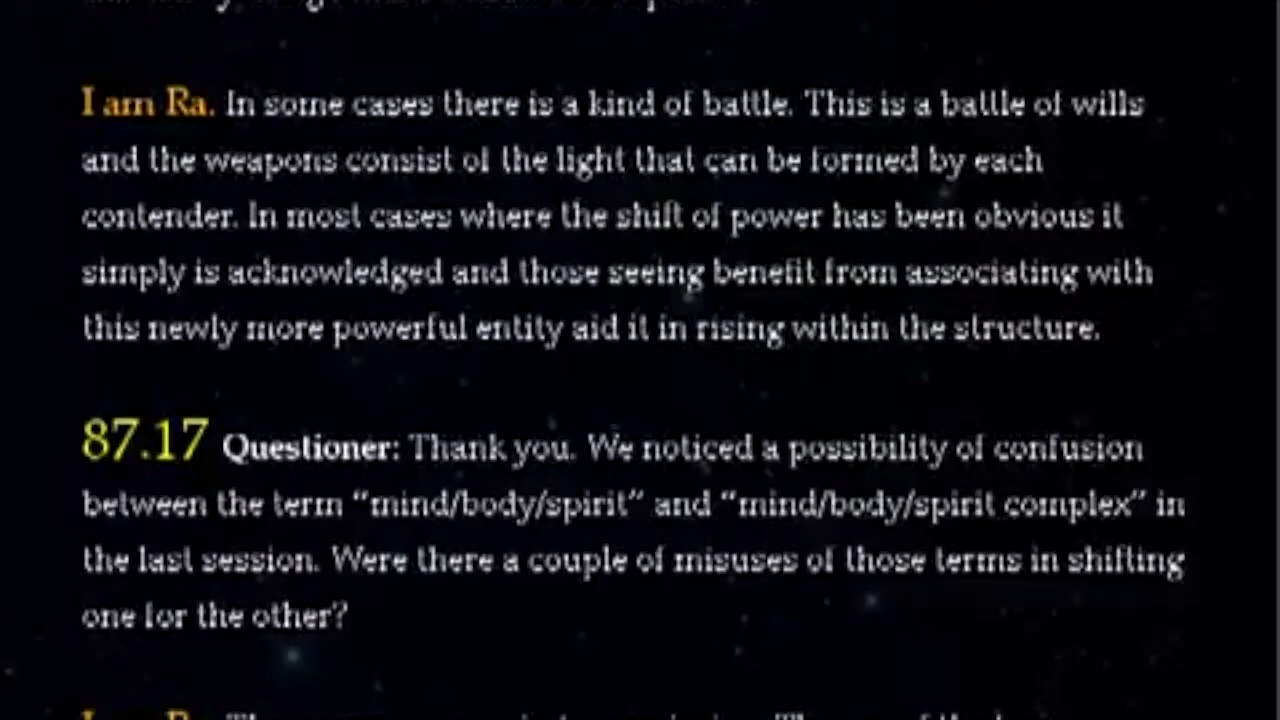 I am Ra. In some cases there is a kind of battle. This is a battle of wills
and the weapons consist of the light that can be formed by each
contender. In most cases where the shift of power has been obvious it
simply is acknowledged and those seeing benefit from associating with
this newly more powerful entity aid it in rising within the structure.
87.17 Questioner: Thank you. We noticed a possibility of confusion
between the term “mind/body/spirit” and “mind/body/spirit complex” in
the last session. Were there a couple of misuses of those terms in shifting
one for the other?